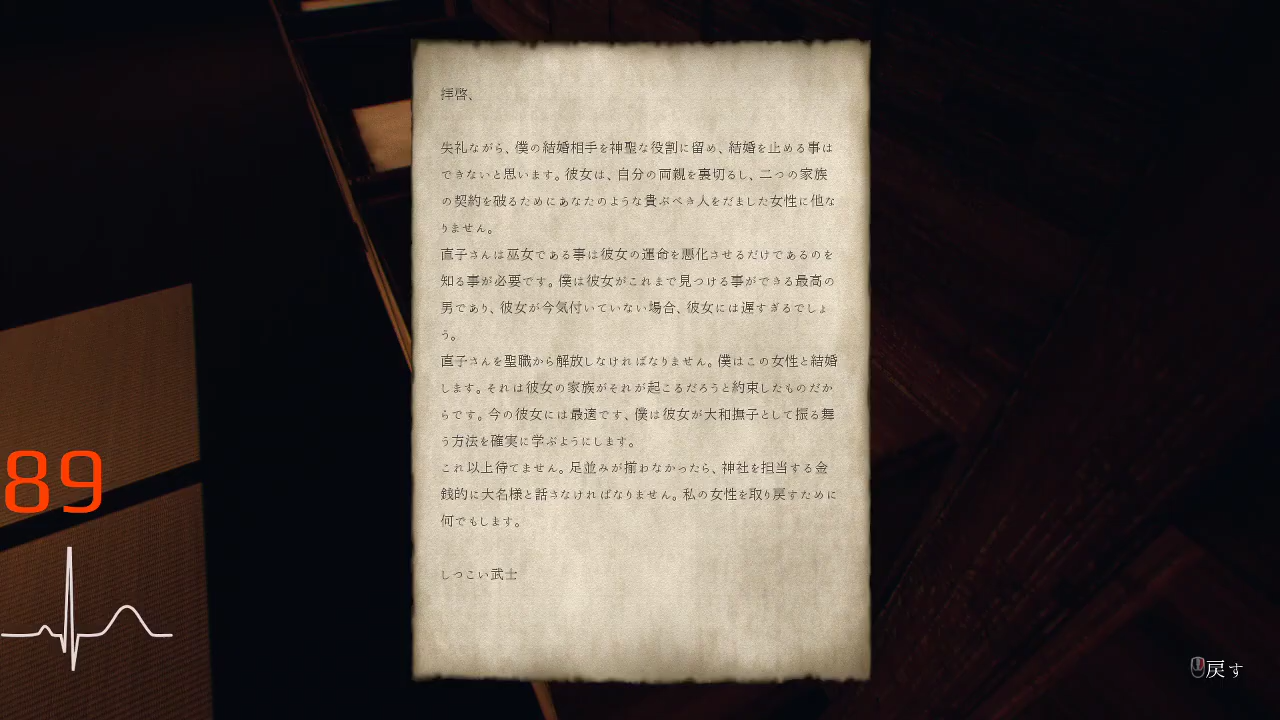 拝啓、
失礼ながら、僕の結婚相手を神聖な役割に留め、結婚を止める事は
できないと思います。彼女は、自分の両親を裏切るし、二つの家族
の契約を破るためにあなたのような貴ぶべき人をだました女性に他な
りません。
直子さんは巫女である事は彼女の運命を悪化させるだけであるのを
知る事が必要です。僕は彼女がこれまで見つける事ができる最高の
男であり、彼女が今気付いていない場合、彼女には遅すぎるでしょ
う。
直子さんを聖職から解放しなければなりません。僕はこの女性と結婚
します。それは彼女の家族がそれが起こるだろうと約束したものだか
らです。今の彼女には最適です、僕は彼女が大和撫子として振る舞
う方法を確実に学ぶようにします。
これ以上待てません。足並みが揃わなかったら、神社を担当する金
銭的に大名様と話さなければなりません。私の女性を取り戻すために
何でもします。
しつこい武士
89
戻す